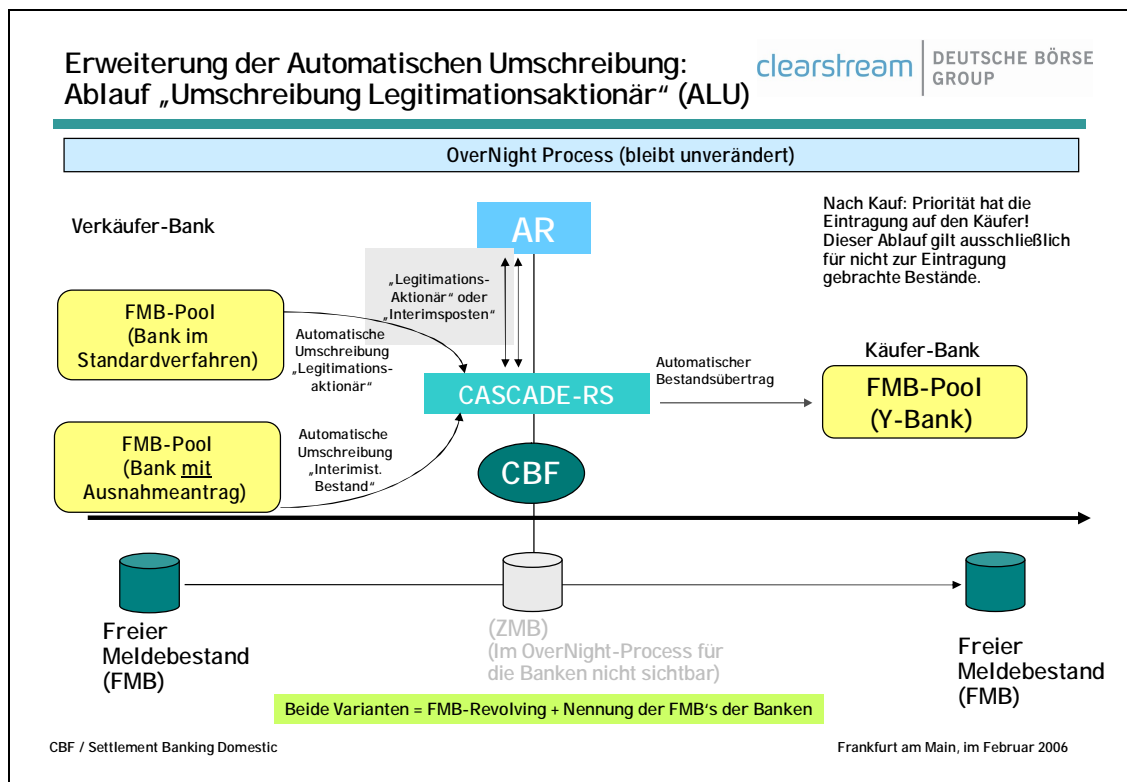 Erweiterung der Automatischen Umschreibung:
Ablauf „Umschreibung Legitimationsaktionär“ (ALU)
clearstream
DEUTSCHE BÖRSE
GROUP
OverNight Process (bleibt unverändert)
Verkäufer-Bank
AR
Nach Kauf: Priorität hat die
Eintragung auf den Käufer!
Dieser Ablauf gilt ausschließlich
für nicht zur Eintragung
gebrachte Bestände.
„Legitimations-
Aktionär“ oder
„Interimsposten“
FMB-Pool
(Bank im
Standardverfahren)
Automatische
Umschreibung
„Legitimations-
aktionär“
CASCADE-RS
Automatischer
Bestandsübertrag
Käufer-Bank
FMB-Pool
(Y-Bank)
FMB-Pool
(Bank mit
Ausnahmeantrag)
Automatische
Umschreibung
„Interimist.
Bestand“
CBF
Freier
Meldebestand
(FMB)
(ZMB)
(Im OverNight-Process für
die Banken nicht sichtbar)
Freier
Meldebestand
(FMB)
Beide Varianten = FMB-Revolving + Nennung der FMB‘s der Banken
CBF / Settlement Banking Domestic
Frankfurt am Main, im Februar 2006